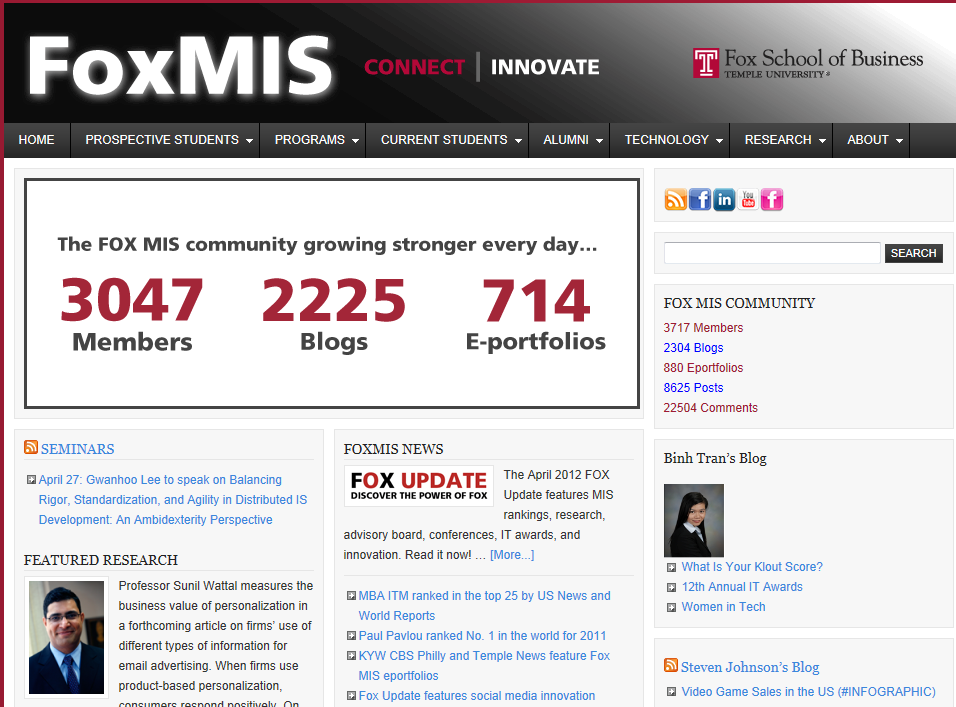 FoxMIS
CONNECT | INNOVATE
T Fox School of Business
TEMPLE UNIVERSITY®
HOME
PROSPECTIVE STUDENTS
PROGRAMS
CURRENT STUDENTS
ALUMNI
TECHNOLOGY
RESEARCH
ABOUT
The FOX MIS community growing stronger every day...
3047 2225 714
Members Blogs E-portfolios
SEMINARS
April 27: Gwanhoo Lee to speak on Balancing
Rigor, Standardization, and Agility in Distributed IS
Development: An Ambidexterity Perspective
FEATURED RESEARCH
Professor Sunil Wattal measures the
business value of personalization in
a forthcoming article on firms' use of
different types of information for
email advertising. When firms use
product-based personalization,
consumers respond positively. On
FOXMIS NEWS
FOX UPDATE
DISCOVER THE POWER OF FOX
The April 2012 FOX
Update features MIS
rankings, research,
advisory board, conferences, IT awards, and
innovation. Read it now! … [More...]
MBA ITM ranked in the top 25 by US News and
World Reports
Paul Pavlou ranked No. 1 in the world for 2011
KYW CBS Philly and Temple News feature Fox
MIS eportfolios
Fox Update features social media innovation
f in You Tube f
SEARCH
FOX MIS COMMUNITY
3717 Members
2304 Blogs
880 Eportfolios
8625 Posts
22504 Comments
Binh Tran's Blog
What Is Your Klout Score?
12th Annual IT Awards
Women in Tech
Steven Johnson's Blog
Video Game Sales in the US (#INFOGRAPHIC)